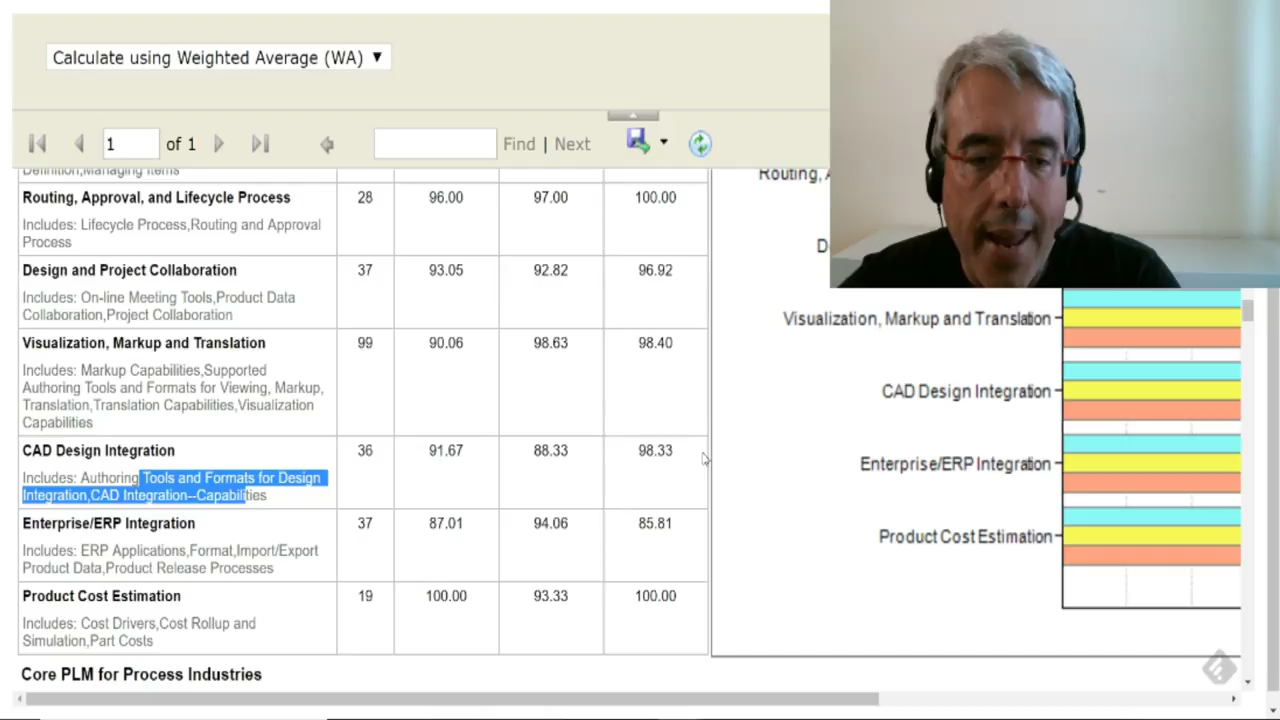 Calculate using Weighted Average (WA) ▼
1 of 1 Find | Next
Definition,Managing Items
Routing, Approval, and Lifecycle Process 28 96.00 97.00 100.00
Includes: Lifecycle Process,Routing and Approval
Process
Design and Project Collaboration 37 93.05 92.82 96.92
Includes: On-line Meeting Tools,Product Data
Collaboration,Project Collaboration
Visualization, Markup and Translation 99 90.06 98.63 98.40
Includes: Markup Capabilities,Supported
Authoring Tools and Formats for Viewing, Markup,
Translation,Translation Capabilities,Visualization
Capabilities
CAD Design Integration 36 91.67 88.33 98.33
Includes: Authoring Tools and Formats for Design
Integration,CAD Integration--Capabilities
Enterprise/ERP Integration 37 87.01 94.06 85.81
Includes: ERP Applications,Format,Import/Export
Product Data,Product Release Processes
Product Cost Estimation 19 100.00 93.33 100.00
Includes: Cost Drivers,Cost Rollup and
Simulation,Part Costs
Core PLM for Process Industries
Routing,
Visualization, Markup and Translation
CAD Design Integration
Enterprise/ERP Integration
Product Cost Estimation